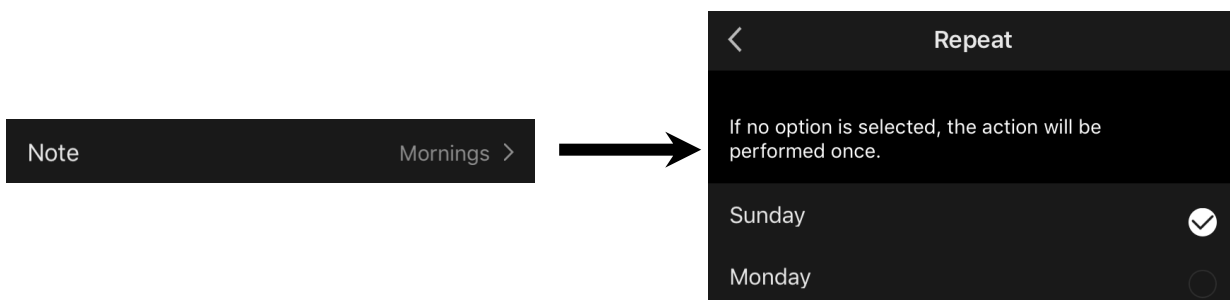 Note Mornings
Repeat
If no option is selected, the action will be
performed once.
Sunday
Monday